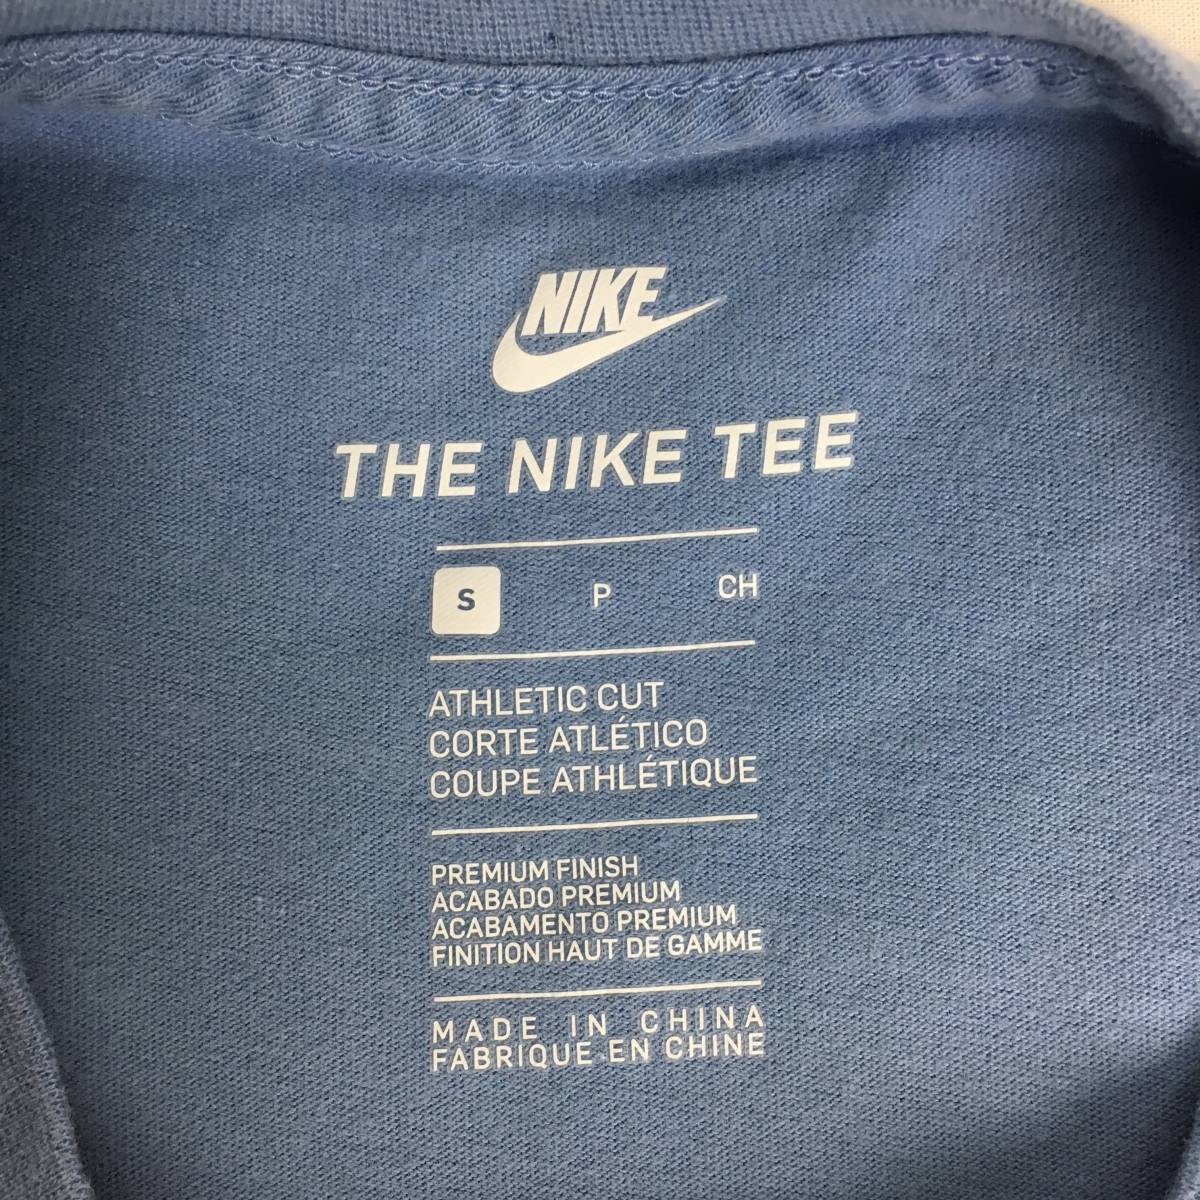 NIKE
THE NIKE TEE
S P CH
ATHLETIC CUT
CORTE ATLÉTICO
COUPE ATHLÉTIQUE
PREMIUM FINISH
ACABADO PREMIUM
ACABAMENTO PREMIUM
FINITION HAUT DE GAMME
MADE IN CHINA
FABRIQUE EN CHINE